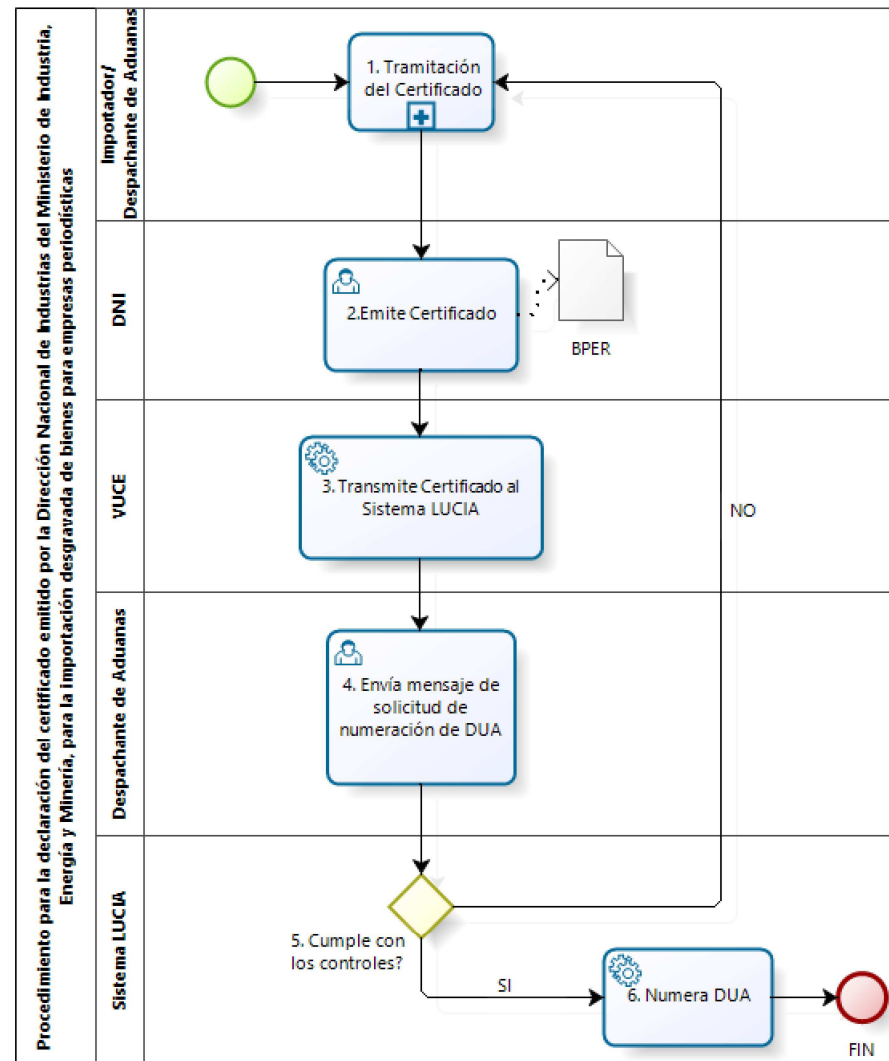 Procedimiento para la declaración del certificado emitido por la Dirección Nacional de Industrias del Ministerio de Industria,
Energía y Minería, para la importación desgravada de bienes para empresas periodísticas
Importador/
Despachante de Aduanas
1. Tramitación
del Certificado
DNI
2.Emite Certificado
BPER
VUCE
3. Transmite Certificado al
Sistema LUCIA
NO
Despachante de Aduanas
4. Envía mensaje de
solicitud de
numeración de DUA
Sistema LUCIA
5. Cumple con
los controles?
SI
6. Numera DUA
FIN